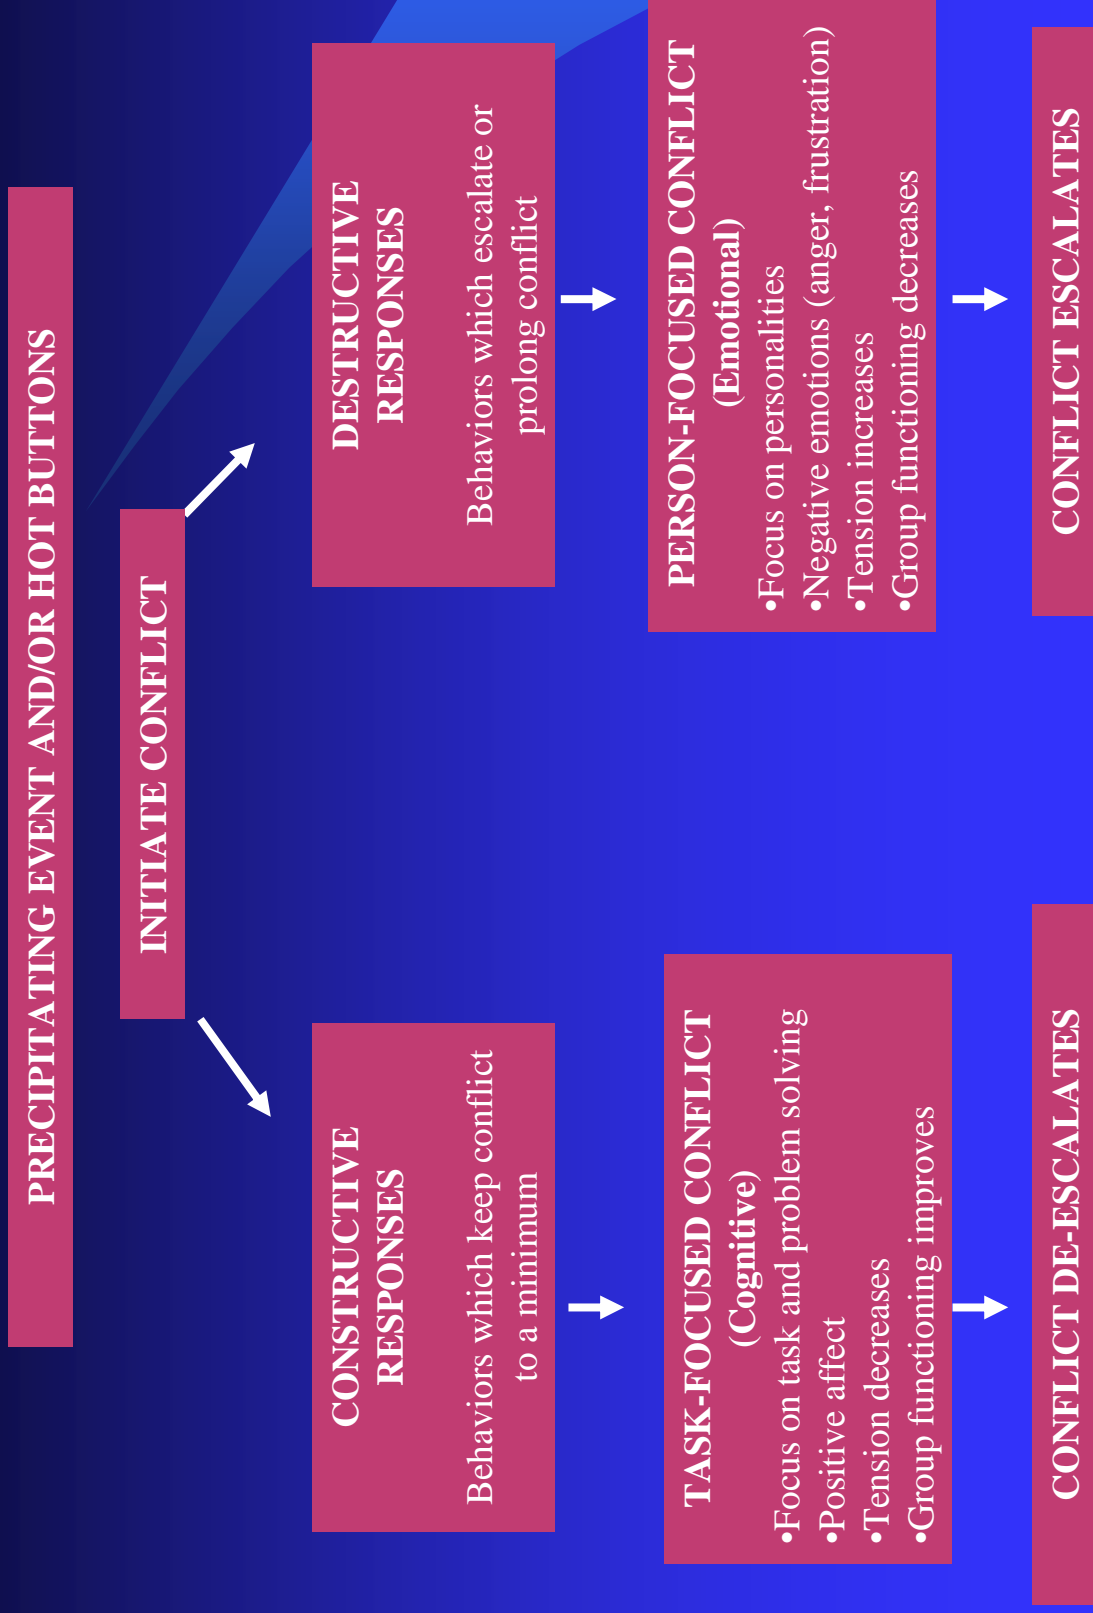 PRECIPITATING EVENT AND/OR HOT BUTTONS
INITIATE CONFLICT
CONSTRUCTIVE
RESPONSES
Behaviors which keep conflict
to a minimum
DESTRUCTIVE
RESPONSES
Behaviors which escalate or
prolong conflict
TASK-FOCUSED CONFLICT
(Cognitive)
•Focus on task and problem solving
•Positive affect
•Tension decreases
•Group functioning improves
PERSON-FOCUSED CONFLICT
(Emotional)
•Focus on personalities
•Negative emotions (anger, frustration)
•Tension increases
•Group functioning decreases
CONFLICT DE-ESCALATES
CONFLICT ESCALATES